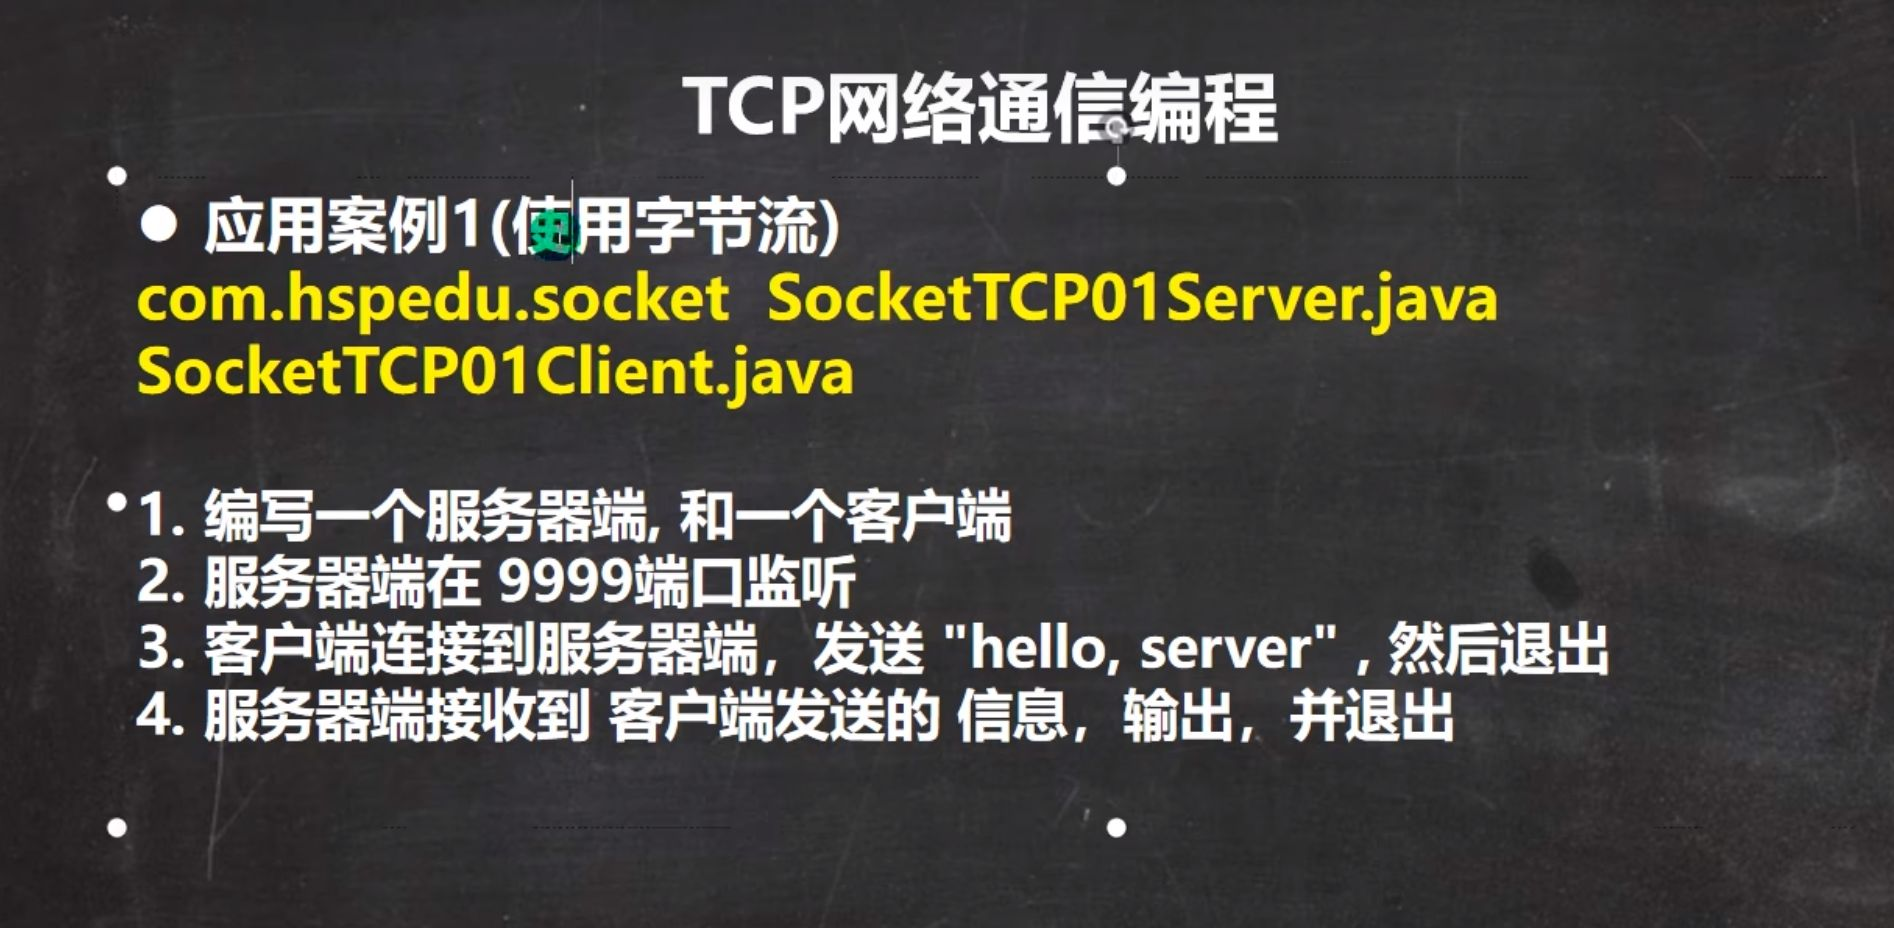 TCP网络通信编程
● 应用案例1(使用字节流)
com.hspedu.socket  SocketTCP01Server.java
SocketTCP01Client.java
1. 编写一个服务器端, 和一个客户端
2. 服务器端在 9999端口监听
3. 客户端连接到服务器端，发送 "hello, server" , 然后退出
4. 服务器端接收到 客户端发送的 信息，输出，并退出